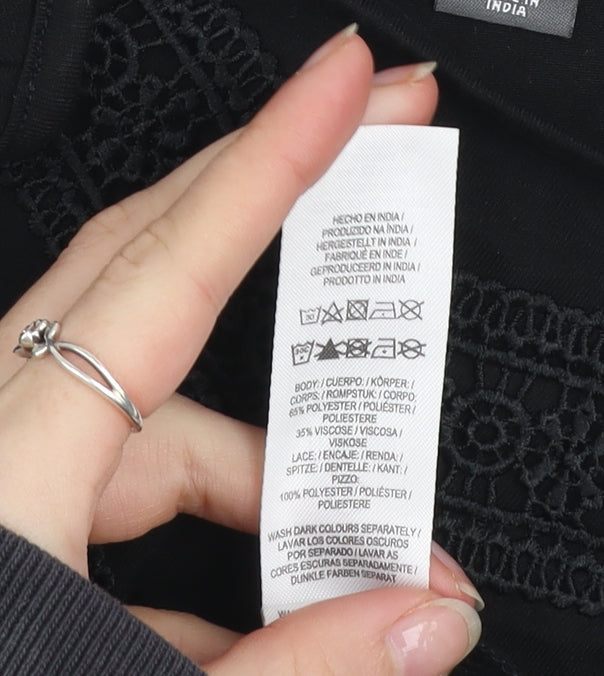 INDIA
HECHO EN INDIA /
PRODUZIDO NA ÍNDIA /
HERGESTELLT IN INDIA /
FABRIQUÉ EN INDE /
GEPRODUCEERD IN INDIA /
PRODOTTO IN INDIA
30
BODY: / CUERPO: / KÖRPER: /
CORPS: / ROMPSTUK: / CORPO:
65% POLYESTER / POLIÉSTER /
POLIESTERE
35% VISCOSE / VISCOSA /
VISKOSE
LACE: / ENCAJE: / RENDA: /
SPITZE: / DENTELLE: / KANT: /
PIZZO:
100% POLYESTER / POLIÉSTER /
POLIESTERE
WASH DARK COLOURS SEPARATELY /
LAVAR LOS COLORES OSCUROS
POR SEPARADO / LAVAR AS
CORES ESCURAS SEPARADAMENTE /
DUNKLE FARBEN SEPARAT